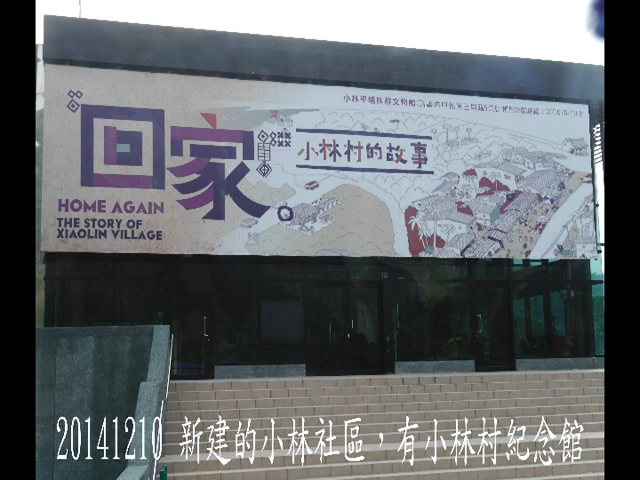 回家。
小林村的故事
HOME AGAIN
THE STORY OF
XIAOLIN VILLAGE
20141210 新建的小林社區，有小林村紀念館